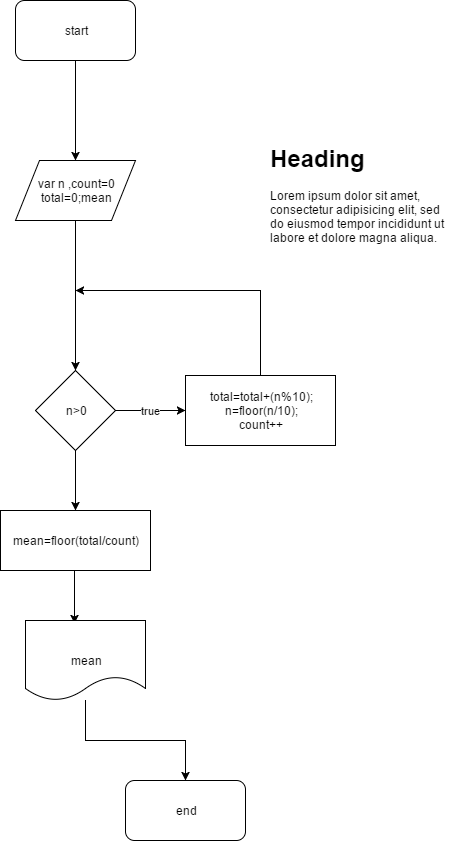 start
var n ,count=0
total=0;mean
Heading
Lorem ipsum dolor sit amet,
consectetur adipisicing elit, sed
do eiusmod tempor incididunt ut
labore et dolore magna aliqua.
n>0
true
total=total+(n%10);
n=floor(n/10);
count++
mean=floor(total/count)
mean
end